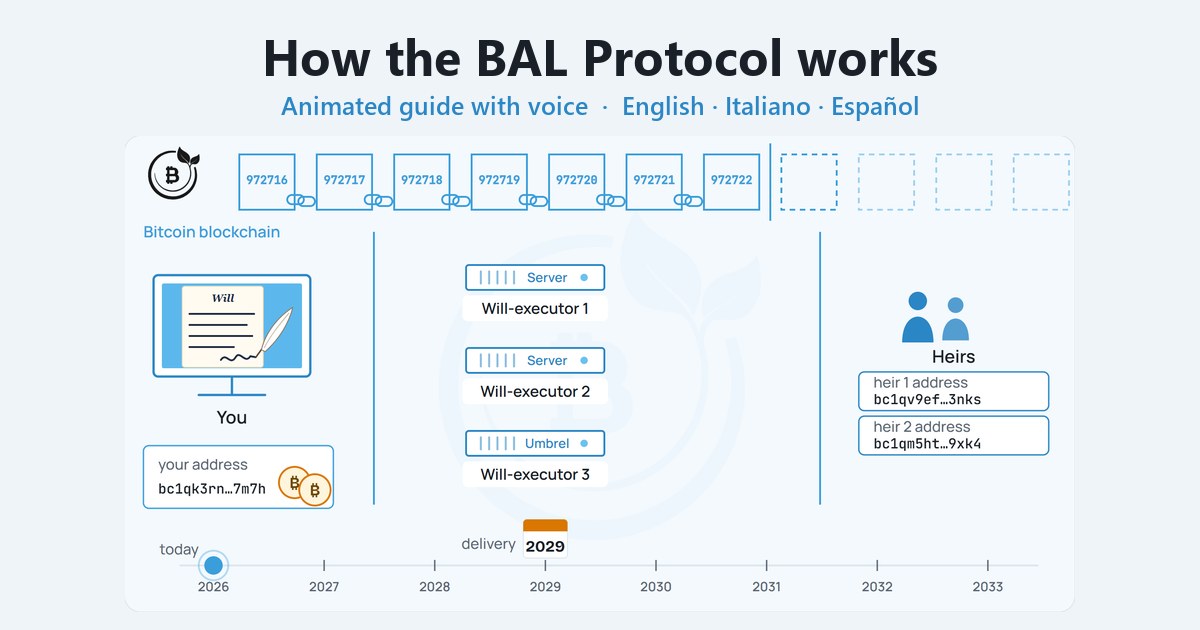 How the BAL Protocol works
Animated guide with voice · English · Italiano · Español
972716 972717 972718 972719 972720 972721 972722
Bitcoin blockchain
Will
You
your address
bc1qk3rn…7m7h
Server
Will-executor 1
Server
Will-executor 2
Umbrel
Will-executor 3
Heirs
heir 1 address
bc1qv9ef…3nks
heir 2 address
bc1qm5ht…9xk4
today
delivery 2029
2026 2027 2028 2029 2030 2031 2032 2033